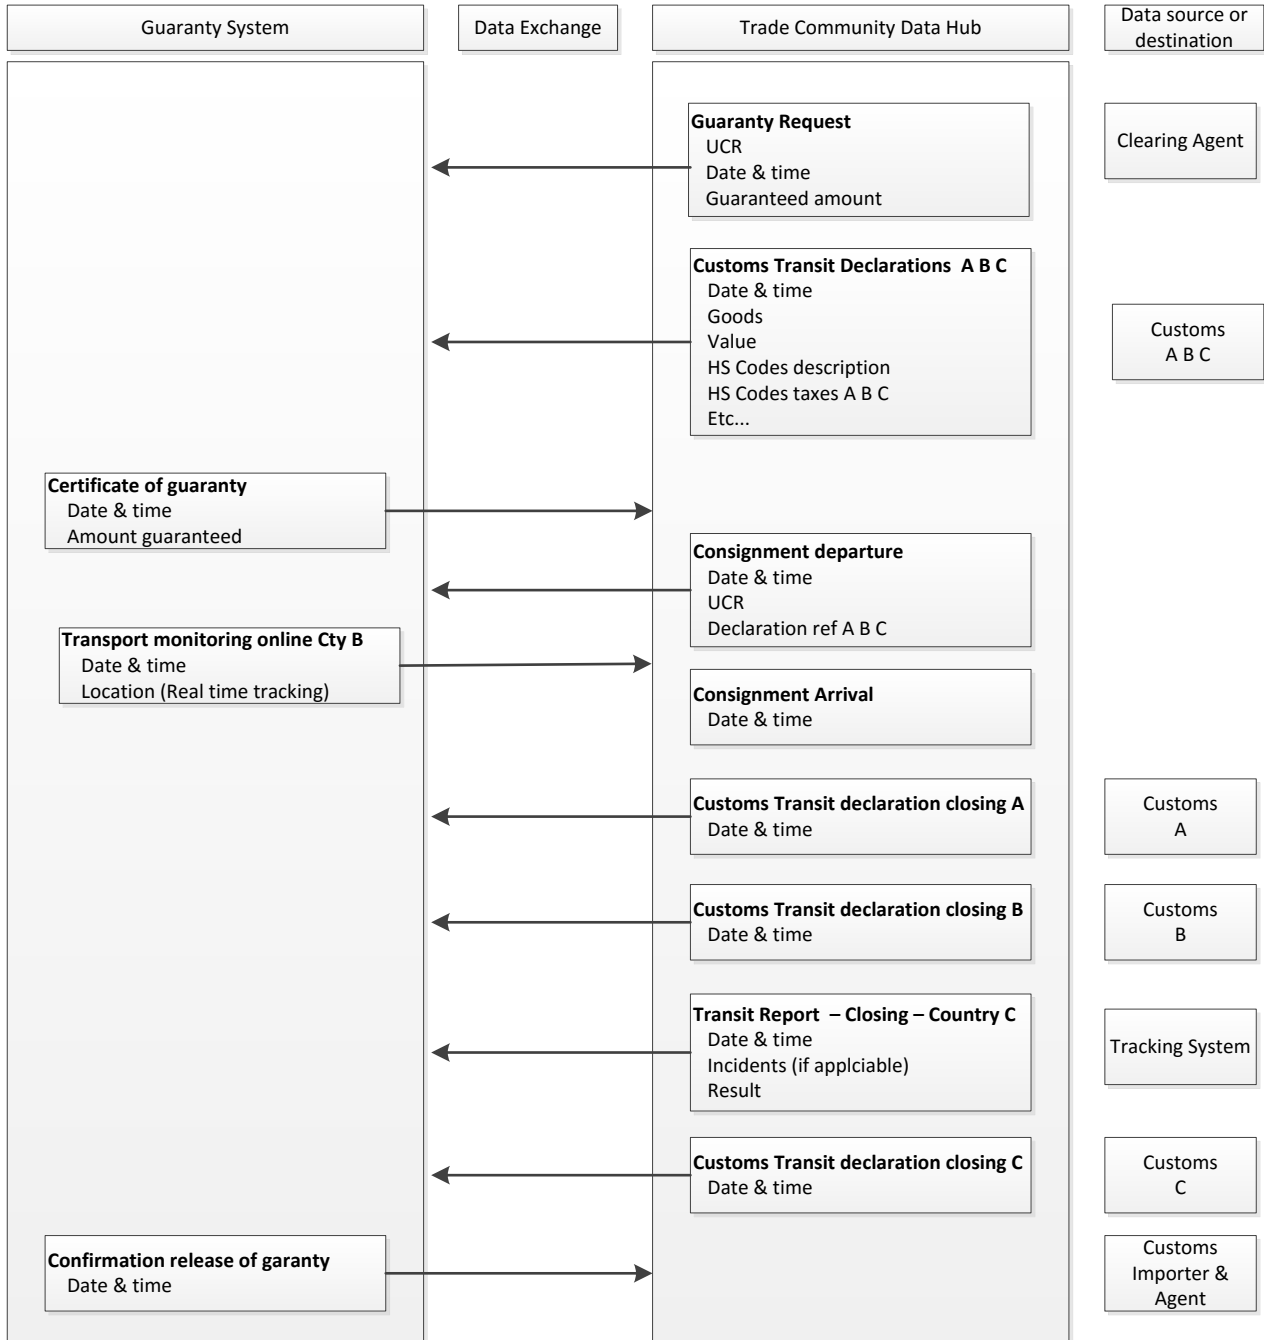 Guaranty System
Data Exchange
Trade Community Data Hub
Data source or
destination
Guaranty Request
UCR
Date & time
Guaranteed amount
Clearing Agent
Customs Transit Declarations  A B C
Date & time
Goods
Value
HS Codes description
HS Codes taxes A B C
Etc...
Customs
A B C
Certificate of guaranty
Date & time
Amount guaranteed
Consignment departure
Date & time
UCR
Declaration ref A B C
Transport monitoring online Cty B
Date & time
Location (Real time tracking)
Consignment Arrival
Date & time
Customs Transit declaration closing A
Date & time
Customs
A
Customs Transit declaration closing B
Date & time
Customs
B
Transit Report  – Closing – Country C
Date & time
Incidents (if applciable)
Result
Tracking System
Customs Transit declaration closing C
Date & time
Customs
C
Confirmation release of garanty
Date & time
Customs
Importer &
Agent